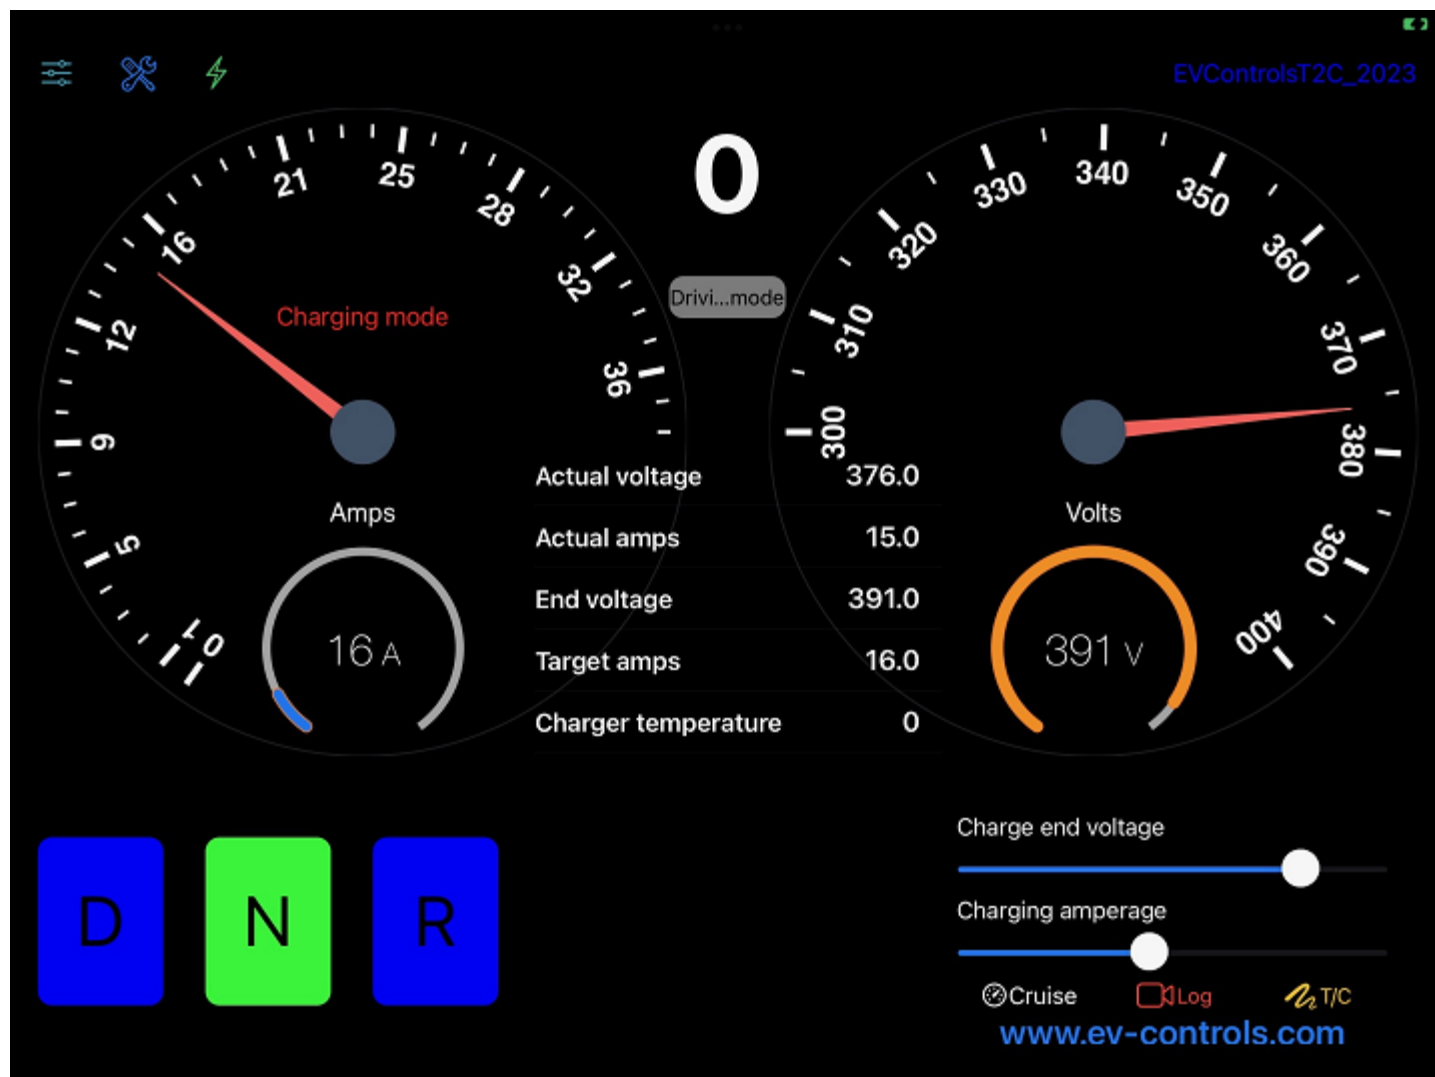 EVControlsT2C_2023
0
Drivi...mode
Charging mode
0 1 5 9 12 16 21 25 28 32 36
Amps
16 A
300 310 320 330 340 350 360 370 380 390 400
Volts
391 V
Actual voltage 376.0
Actual amps 15.0
End voltage 391.0
Target amps 16.0
Charger temperature 0
D N R
Charge end voltage
Charging amperage
Cruise Log T/C
www.ev-controls.com